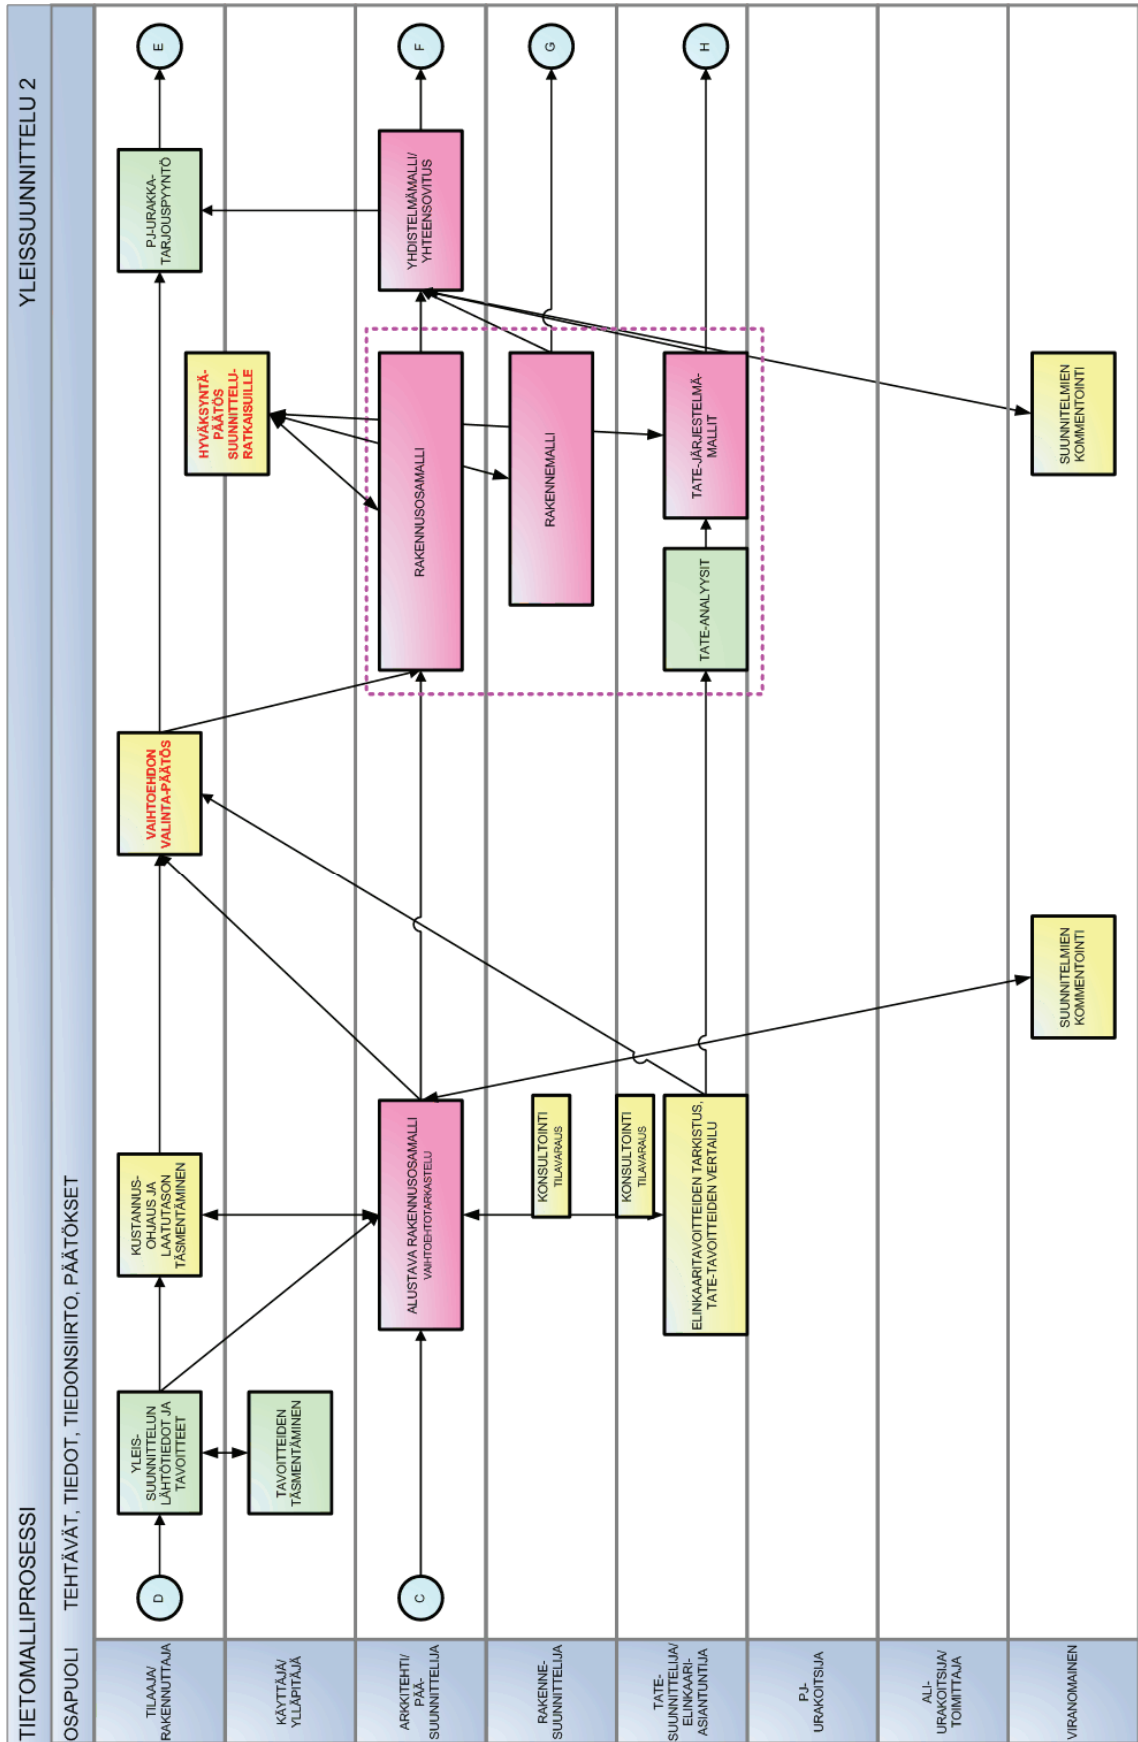 TIETOMALLIPROSESSI
YLEISSUUNNITTELU 2
OSAPUOLI
TEHTÄVÄT, TIEDOT, TIEDONSIIRTO, PÄÄTÖKSET
TILAAJA/
RAKENNUTTAJA
D
YLEIS-
SUUNNITTELUN
LÄHTÖTIEDOT JA
TAVOITTEET
KUSTANNUS-
OHJAUS JA
LAATUTASON
TÄSMENTÄMINEN
VAIHTOEHDON
VALINTA-PÄÄTÖS
PJ-URAKKA-
TARJOUSPYYNTÖ
E
HYVÄKSYNTÄ-
PÄÄTÖS
SUUNNITTELU-
RATKAISUILLE
KÄYTTÄJÄ/
YLLÄPITÄJÄ
TAVOITTEIDEN
TÄSMENTÄMINEN
ARKKITEHTI/
PÄÄ-
SUUNNITTELIJA
C
ALUSTAVA RAKENNUSOSAMALLI
VAIHTOEHTOTARKASTELU
RAKENNUSOSAMALLI
YHDISTELMÄMALLI/
YHTEENSOVITUS
F
RAKENNE-
SUUNNITTELIJA
KONSULTOINTI
TILAVARAUS
RAKENNEMALLI
G
TATE-
SUUNNITTELIJA/
ELINKAARI-
ASIANTUNTIJA
KONSULTOINTI
TILAVARAUS
ELINKAARITAVOITTEIDEN TARKISTUS,
TATE-TAVOITTEIDEN VERTAILU
TATE-ANALYYSIT
TATE-JÄRJESTELMÄ-
MALLIT
H
PJ-
URAKOITSIJA
ALI-
URAKOITSIJA/
TOIMITTAJA
VIRANOMAINEN
SUUNNITELMIEN
KOMMENTOINTI
SUUNNITELMIEN
KOMMENTOINTI